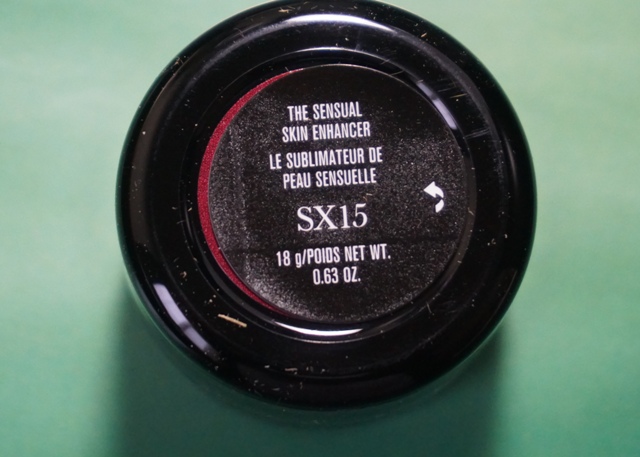 THE SENSUAL
SKIN ENHANCER
LE SUBLIMATEUR DE
PEAU SENSUELLE
SX15
18 g/POIDS NET WT.
0.63 OZ.